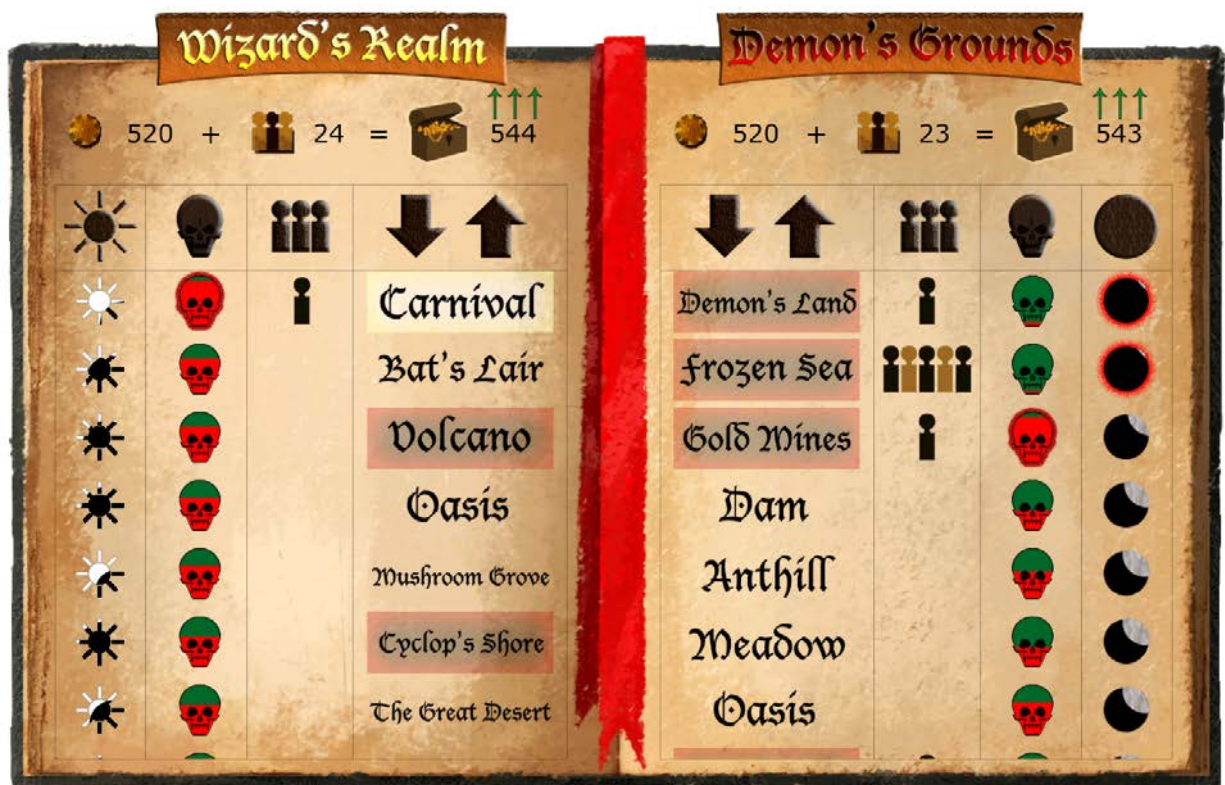 Wizard's Realm
520 + 24 = 544
Carnival
Bat's Lair
Volcano
Oasis
Mushroom Grove
Cyclop's Shore
The Great Desert
Demon's Grounds
520 + 23 = 543
Demon's Land
Frozen Sea
Gold Mines
Dam
Anthill
Meadow
Oasis